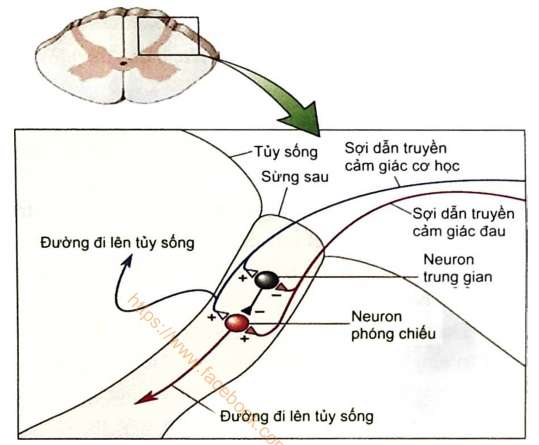 Tủy sống
Sợi dẫn truyền
cảm giác cơ học
Sừng sau
Sợi dẫn truyền
cảm giác đau
Đường đi lên tủy sống
Neuron
trung gian
+
−
−
+
+
Neuron
phóng chiếu
Đường đi lên tủy sống
https://www.facebook.com